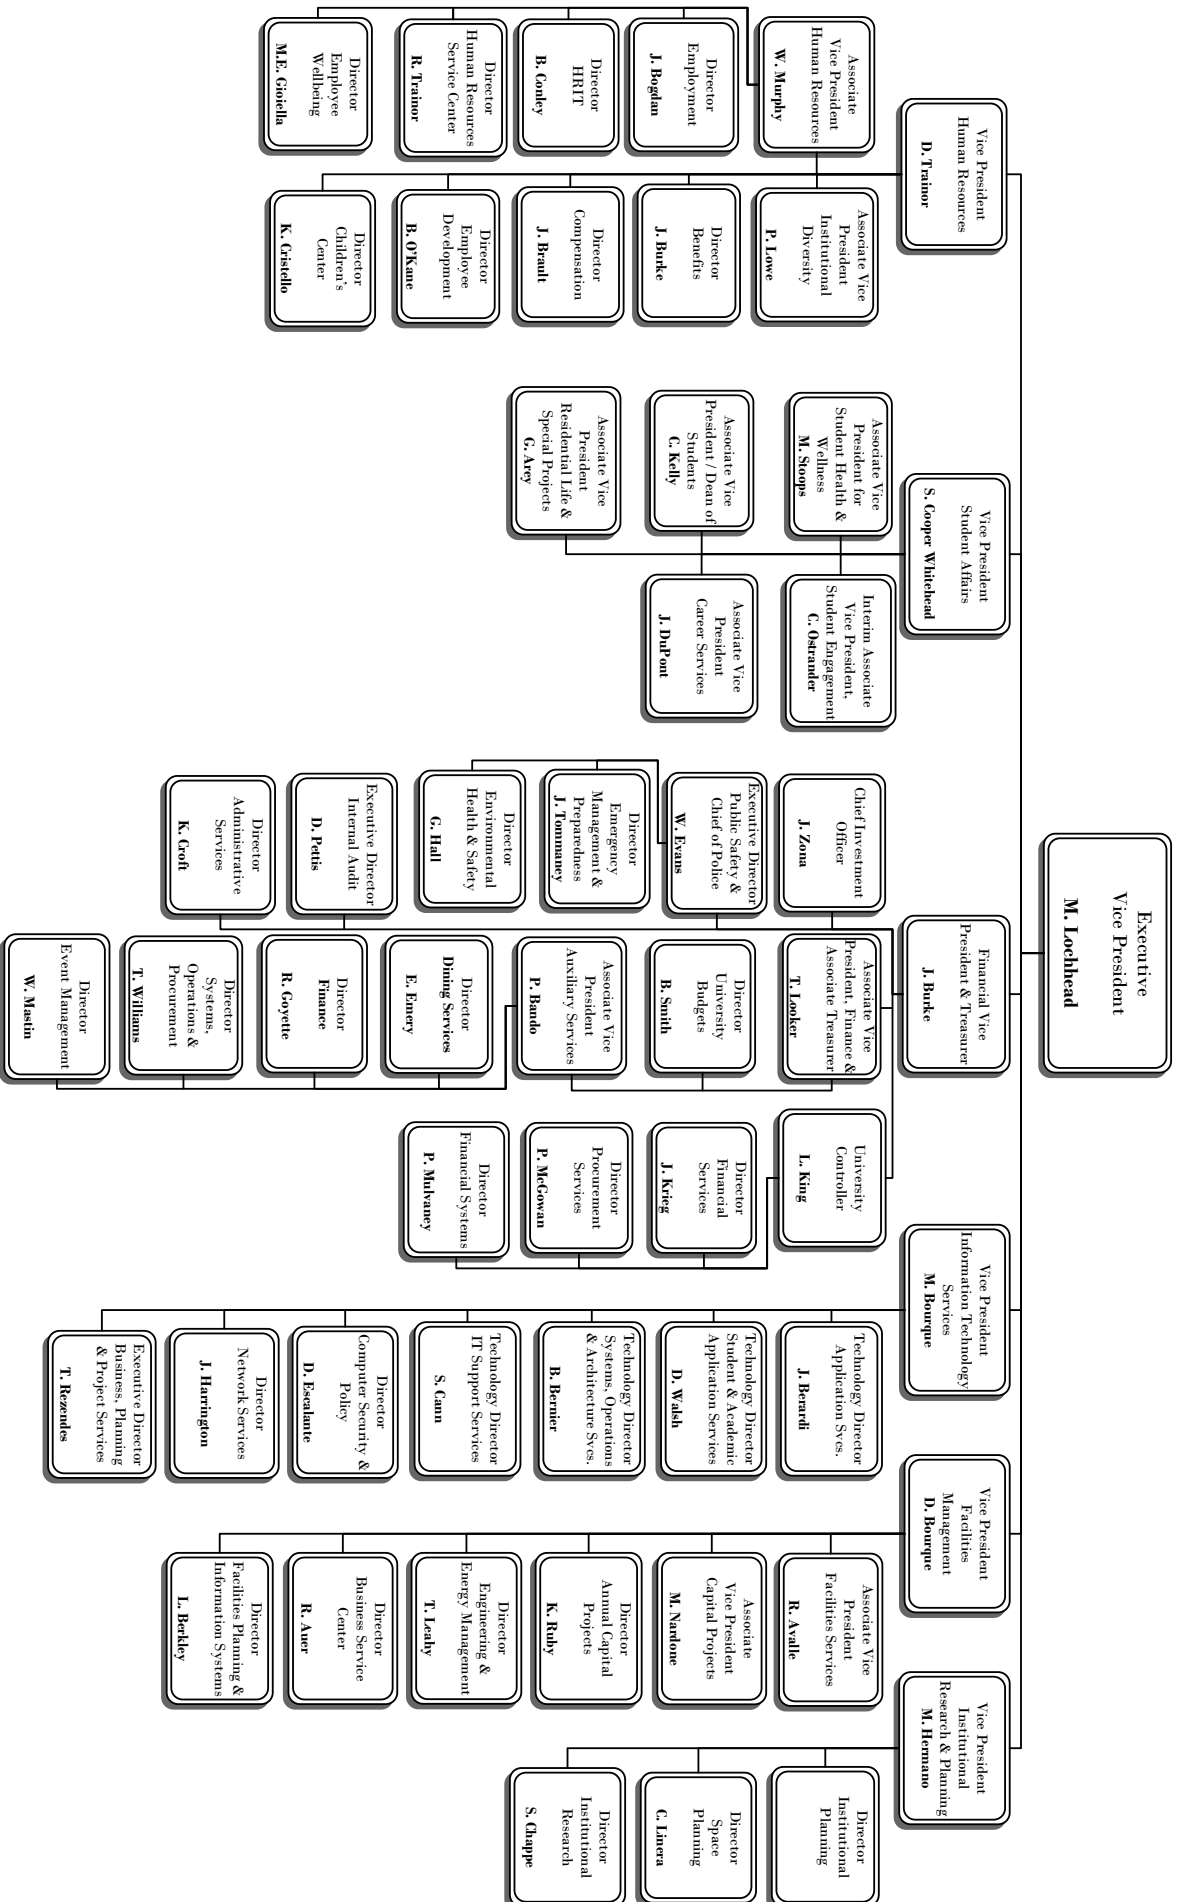 Executive
Vice President
M. Lochhead
Vice President
Human Resources
D. Trainor
Associate
Vice President
Human Resources
W. Murphy
Director
Employment
J. Bogdan
Director
HRIT
B. Conley
Director
Human Resources
Service Center
R. Trainor
Director
Employee
Wellbeing
M.E. Gioiella
Associate Vice
President
Institutional
Diversity
P. Lowe
Director
Benefits
J. Burke
Director
Compensation
J. Brault
Director
Employee
Development
B. O'Kane
Director
Children's
Center
K. Cristello
Vice President
Student Affairs
S. Cooper Whitehead
Associate Vice
President for
Student Health &
Wellness
M. Stoops
Associate Vice
President / Dean of
Students
C. Kelly
Associate Vice
President
Residential Life &
Special Projects
G. Arey
Interim Associate
Vice President,
Student Engagement
C. Ostrander
Associate Vice
President
Career Services
J. DuPont
Financial Vice
President & Treasurer
J. Burke
Chief Investment
Officer
J. Zona
Executive Director
Public Safety &
Chief of Police
W. Evans
Director
Emergency
Management &
Preparedness
J. Tommaney
Director
Environmental
Health & Safety
G. Hall
Executive Director
Internal Audit
D. Pettis
Director
Administrative
Services
K. Croft
Associate Vice
President, Finance &
Associate Treasurer
T. Looker
Director
University
Budgets
B. Smith
Associate Vice
President
Auxiliary Services
P. Bando
Director
Dining Services
E. Emery
Director
Finance
R. Goyette
Director
Systems,
Operations &
Procurement
T. Williams
Director
Event Management
W. Mastin
University
Controller
L. King
Director
Financial
Services
J. Krieg
Director
Procurement
Services
P. McGowan
Director
Financial Systems
P. Mulvaney
Vice President
Information Technology
Services
M. Bourque
Technology Director
Application Svcs.
J. Berardi
Technology Director
Student & Academic
Application Services
D. Walsh
Technology Director
Systems, Operations
& Architecture Svcs.
B. Bernier
Technology Director
IT Support Services
S. Cann
Director
Computer Security &
Policy
D. Escalante
Director
Network Services
J. Harrington
Executive Director
Business, Planning
& Project Services
T. Rezendes
Vice President
Facilities
Management
D. Bourque
Associate Vice
President
Facilities Services
R. Avalle
Associate
Vice President
Capital Projects
M. Nardone
Director
Annual Capital
Projects
K. Ruby
Director
Engineering &
Energy Management
T. Leahy
Director
Business Service
Center
R. Auer
Director
Facilities Planning &
Information Systems
L. Berkley
Vice President
Institutional
Research & Planning
M. Hermano
Director
Institutional
Planning
Director
Space
Planning
C. Linera
Director
Institutional
Research
S. Chappe